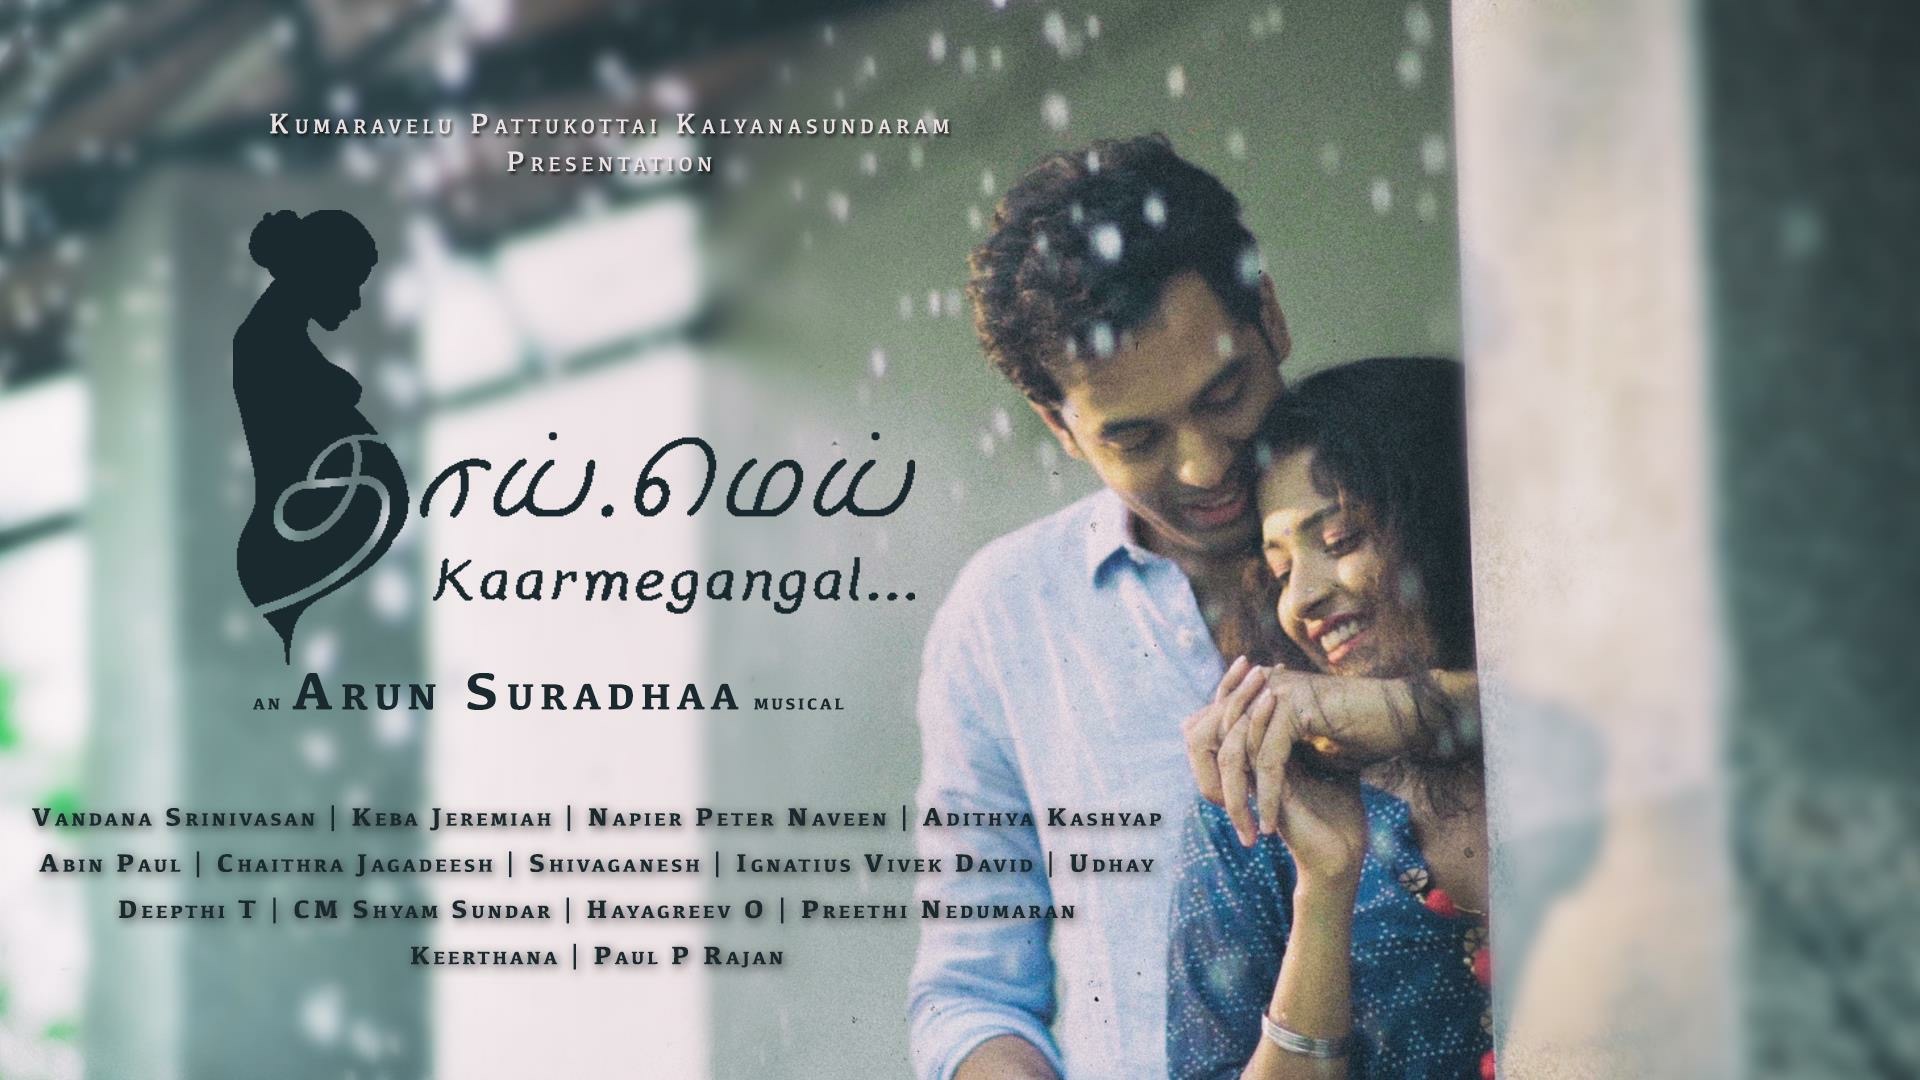 Kumaravelu Pattukottai Kalyanasundaram
Presentation
தாய்.மெய்
Kaarmegangal...
an Arun Suradhaa musical
Vandana Srinivasan | Keba Jeremiah | Napier Peter Naveen | Adithya Kashyap
Abin Paul | Chaithra Jagadeesh | Shivaganesh | Ignatius Vivek David | Udhay
Deepthi T | CM Shyam Sundar | Hayagreev O | Preethi Nedumaran
Keerthana | Paul P Rajan